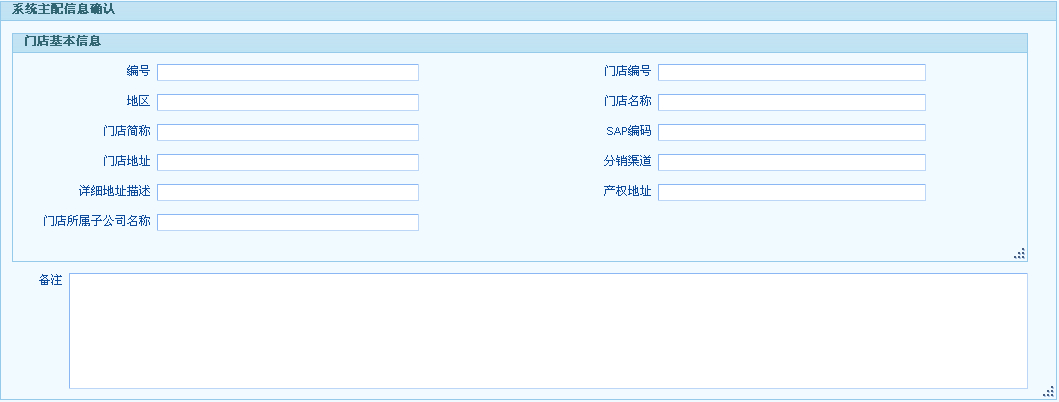 系统主配信息确认
门店基本信息
编号 门店编号
地区 门店名称
门店简称 SAP编码
门店地址 分销渠道
详细地址描述 产权地址
门店所属子公司名称
备注